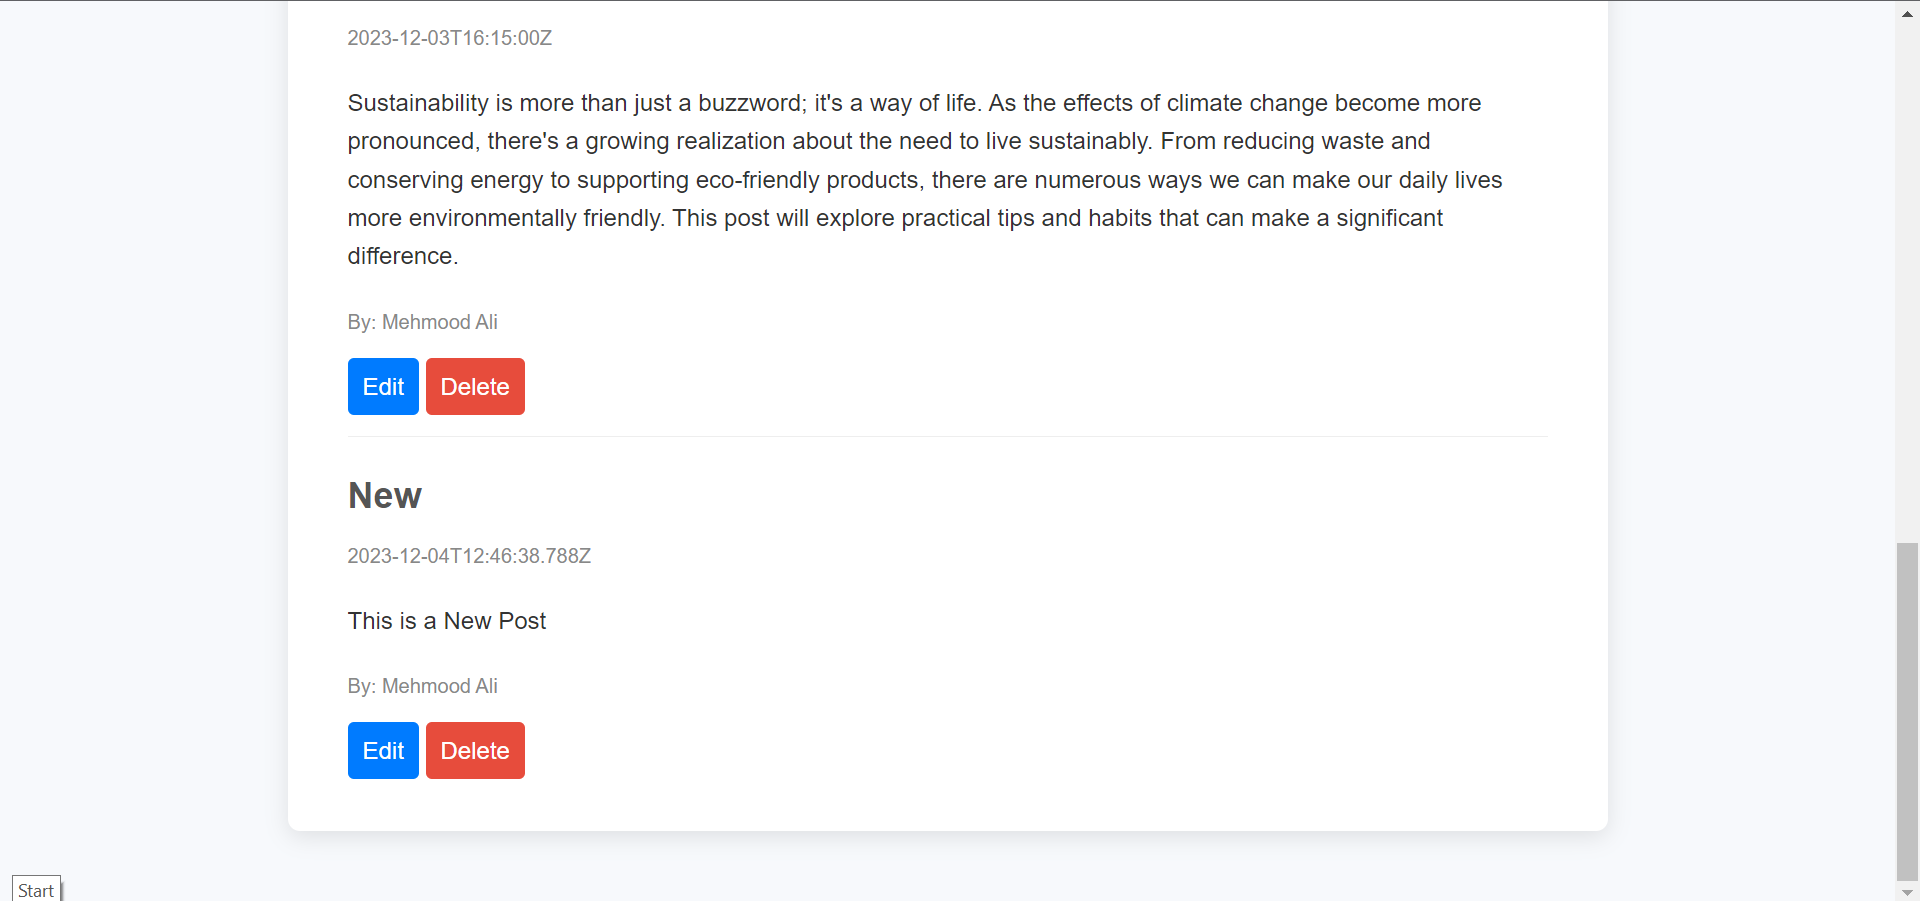 2023-12-03T16:15:00Z
Sustainability is more than just a buzzword; it's a way of life. As the effects of climate change become more
pronounced, there's a growing realization about the need to live sustainably. From reducing waste and
conserving energy to supporting eco-friendly products, there are numerous ways we can make our daily lives
more environmentally friendly. This post will explore practical tips and habits that can make a significant
difference.
By: Mehmood Ali
Edit Delete
New
2023-12-04T12:46:38.788Z
This is a New Post
By: Mehmood Ali
Edit Delete
Start